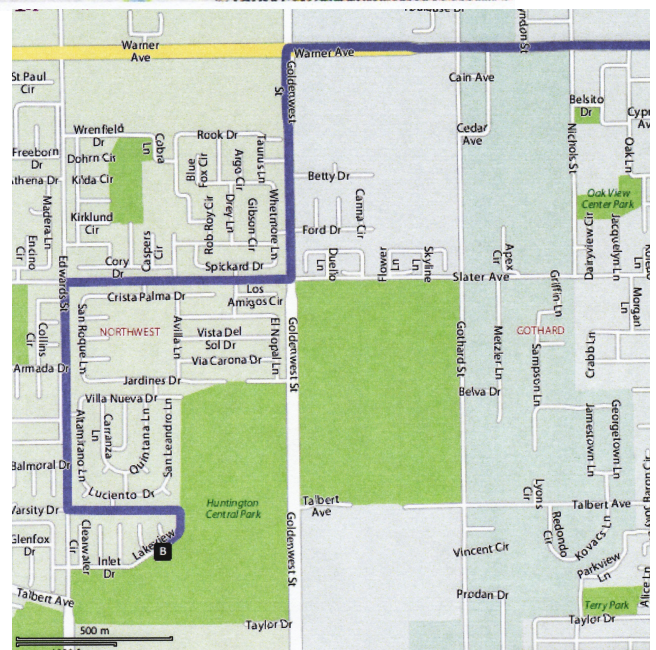 Warner
Ave
Warner Ave
St Paul
Cir
Goldenwest
St
Cain Ave
Belsito
Dr
Wrenfield
Dr
Rook Dr
Cobra
Ln
Taurus Ln
Cedar
Ave
Nichols St
Oak Ln
Freeborn
Dr
Dohrn Cir
Blue
Fox Cir
Argo Cir
Betty Dr
Kilda Cir
Madera Ln
Kirklund
Cir
Rob Roy Cir
Drey Ln
Gibson Cir
Whetmore Ln
Canna Cir
Oak View
Center Park
Ford Dr
Dairyview Cir
Jacquelyn Ln
Encino
Cir
Edwards St
Cory
Dr
Caspers
Cir
Spickard Dr
Duello
Ln
Flower
Ln
Skyline
Ln
Apex
Cir
Slater Ave
Crista Palma Dr
Los
Amigos Cir
Griffin Ln
Morgan
Ln
San Roque Ln
NORTHWEST
Avilla Ln
Vista Del
Sol Dr
El Nopal Ln
Goldenwest St
Gothard St
Metzler Ln
GOTHARD
Sampson Ln
Crabb Ln
Collins
Cir
Armada Dr
Via Carona Dr
Jardines Dr
Belva Dr
Villa Nueva Dr
Altamirano Ln
Carranza
Ln
Quintana Ln
San Leandro Ln
Jamestown Ln
Georgetown Ln
Balmoral Dr
Luciento Dr
Huntington
Central Park
Talbert
Ave
Lyons
Cir
Talbert Ave
Varsity Dr
Redondo
Cir
Kovacs Ln
Glenfox
Dr
Clearwater
Cir
Lakeview
B
Inlet
Dr
Goldenwest St
Vincent Cir
Parkview
Ln
Alice Ln
Talbert Ave
Prodan Dr
Terry Park
Taylor Dr
Taylor Dr
500 m